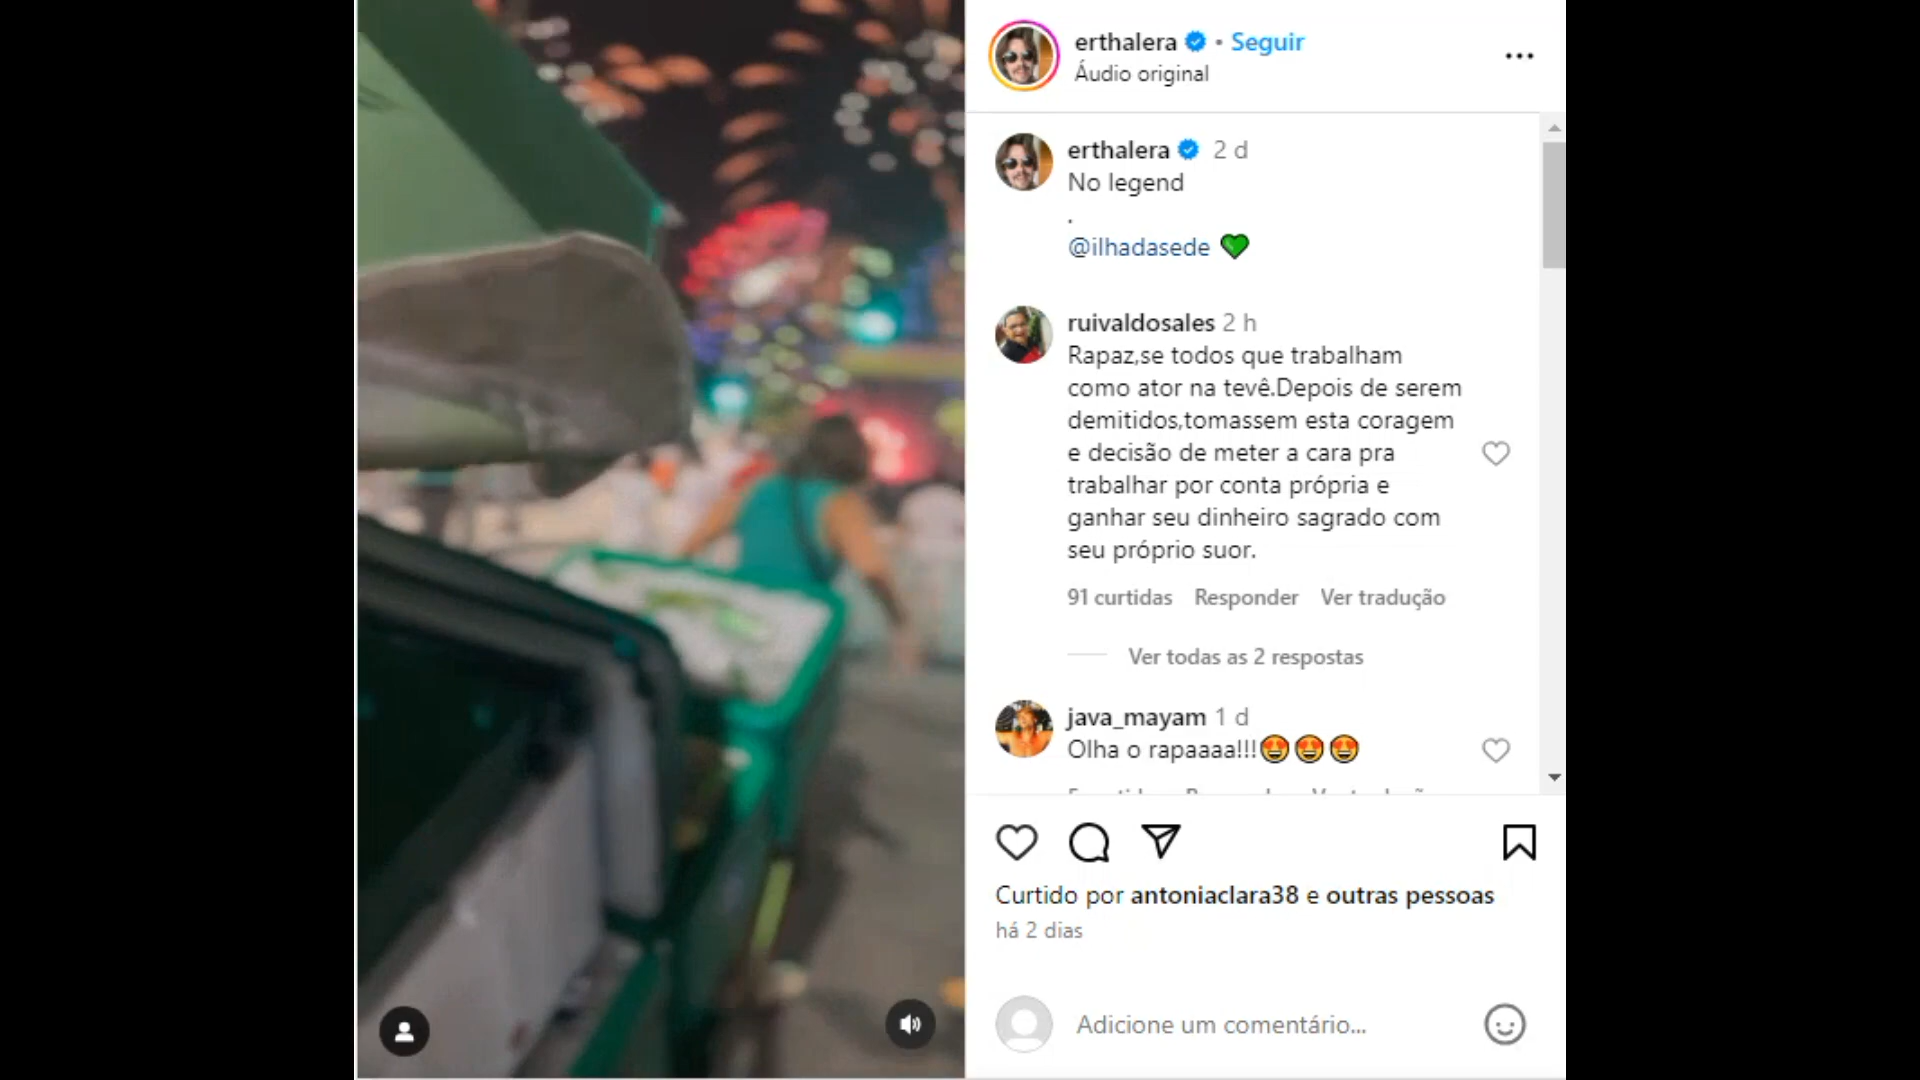 erthalera • Seguir
Áudio original
erthalera 2 d
No legend
.
@ilhadasede 💚
ruivaldosales 2 h
Rapaz,se todos que trabalham
como ator na tevê.Depois de serem
demitidos,tomassem esta coragem
e decisão de meter a cara pra
trabalhar por conta própria e
ganhar seu dinheiro sagrado com
seu próprio suor.
91 curtidas Responder Ver tradução
Ver todas as 2 respostas
java_mayam 1 d
Olha o rapaaaa!!!😍😍😍
Curtido por antoniaclara38 e outras pessoas
há 2 dias
Adicione um comentário...